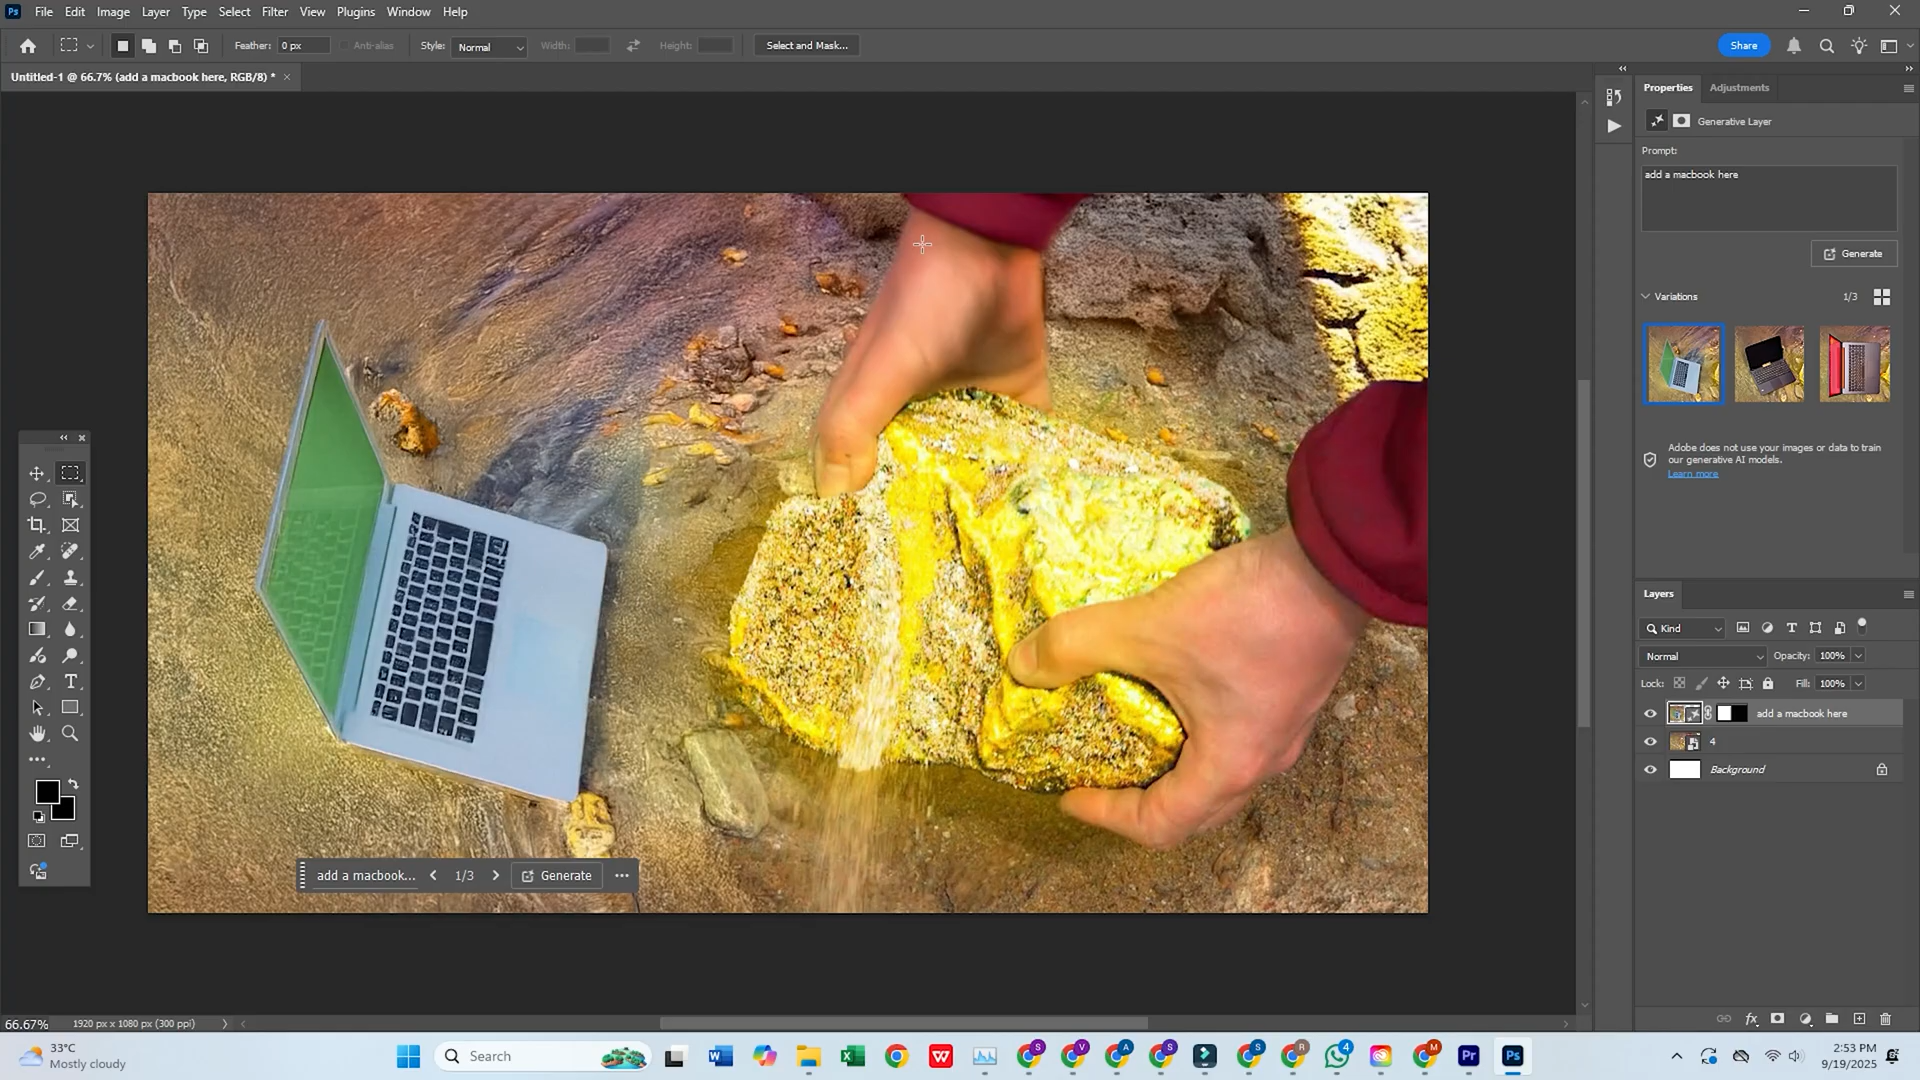 Ps File Edit Image Layer Type Select Filter View Plugins Window Help
Feather: 0 px Anti-alias Style: Normal Width: Height: Select and Mask... Share
Untitled-1 @ 66.7% (add a macbook here, RGB/8) *
Properties Adjustments
Generative Layer
Prompt:
add a macbook here
Generate
Variations 1/3
Adobe does not use your images or data to train
our generative AI models.
Learn more
Layers
Kind
Normal Opacity: 100%
Lock: Fill: 100%
add a macbook here
4
Background
add a macbook... 1/3 Generate
66.67% 1920 px x 1080 px (300 ppi)
33°C
Mostly cloudy
Search
S V A S S R 4 M Pr Ps
2:53 PM
9/19/2025